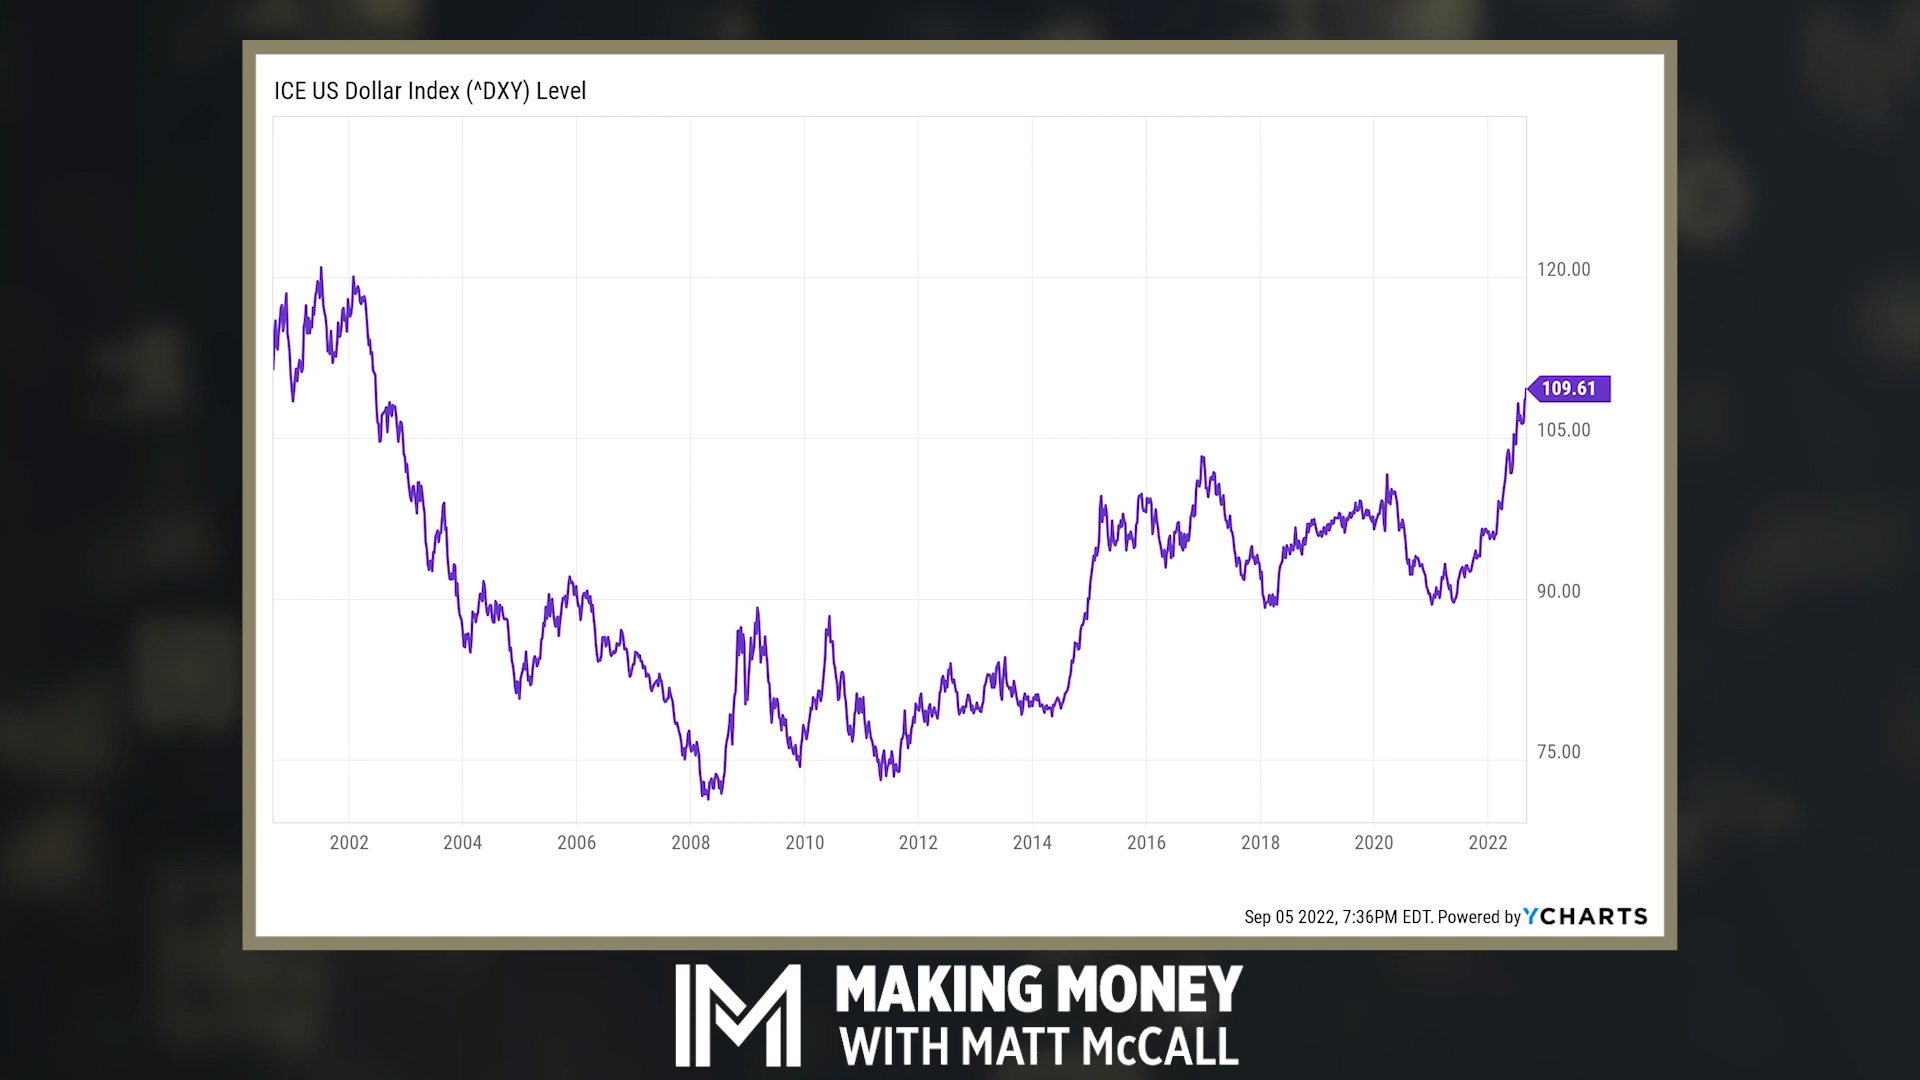 ICE US Dollar Index (^DXY) Level
120.00
109.61
105.00
90.00
75.00
2002 2004 2006 2008 2010 2012 2014 2016 2018 2020 2022
Sep 05 2022, 7:36PM EDT. Powered by YCHARTS
MAKING MONEY
WITH MATT McCALL